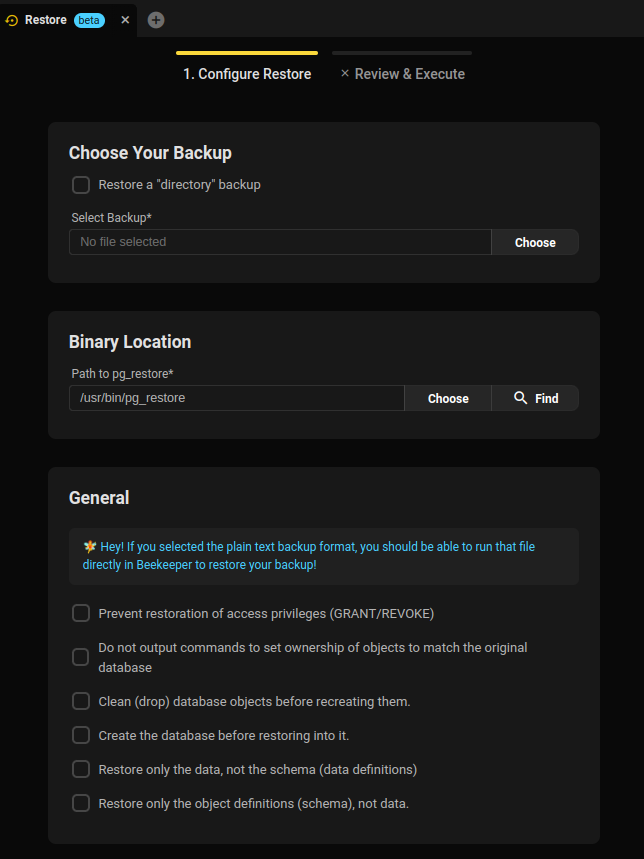 Restore beta
1. Configure Restore
Review & Execute
Choose Your Backup
Restore a "directory" backup
Select Backup*
No file selected Choose
Binary Location
Path to pg_restore*
/usr/bin/pg_restore Choose Find
General
Hey! If you selected the plain text backup format, you should be able to run that file
directly in Beekeeper to restore your backup!
Prevent restoration of access privileges (GRANT/REVOKE)
Do not output commands to set ownership of objects to match the original
database
Clean (drop) database objects before recreating them.
Create the database before restoring into it.
Restore only the data, not the schema (data definitions)
Restore only the object definitions (schema), not data.